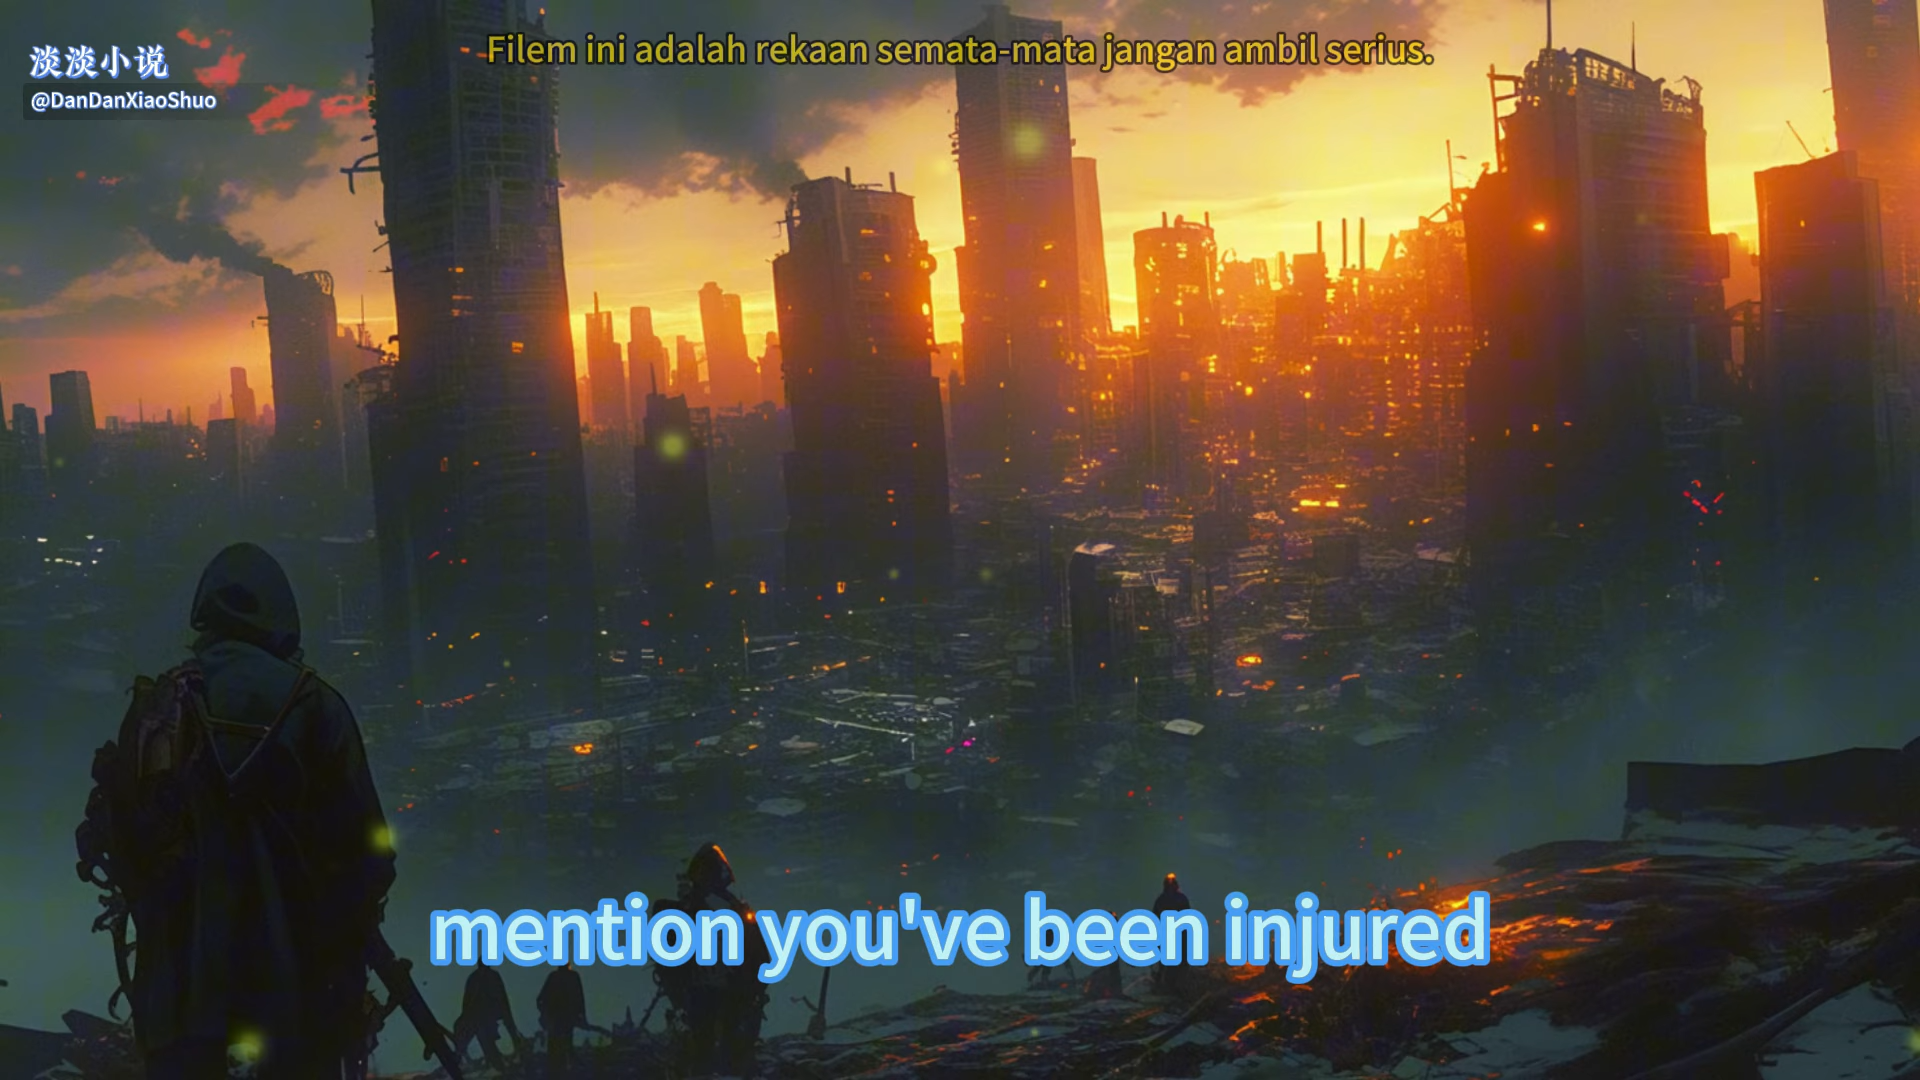 Filem ini adalah rekaan semata-mata jangan ambil serius.
淡淡小说
@DanDanXiaoShuo
mention you've been injured